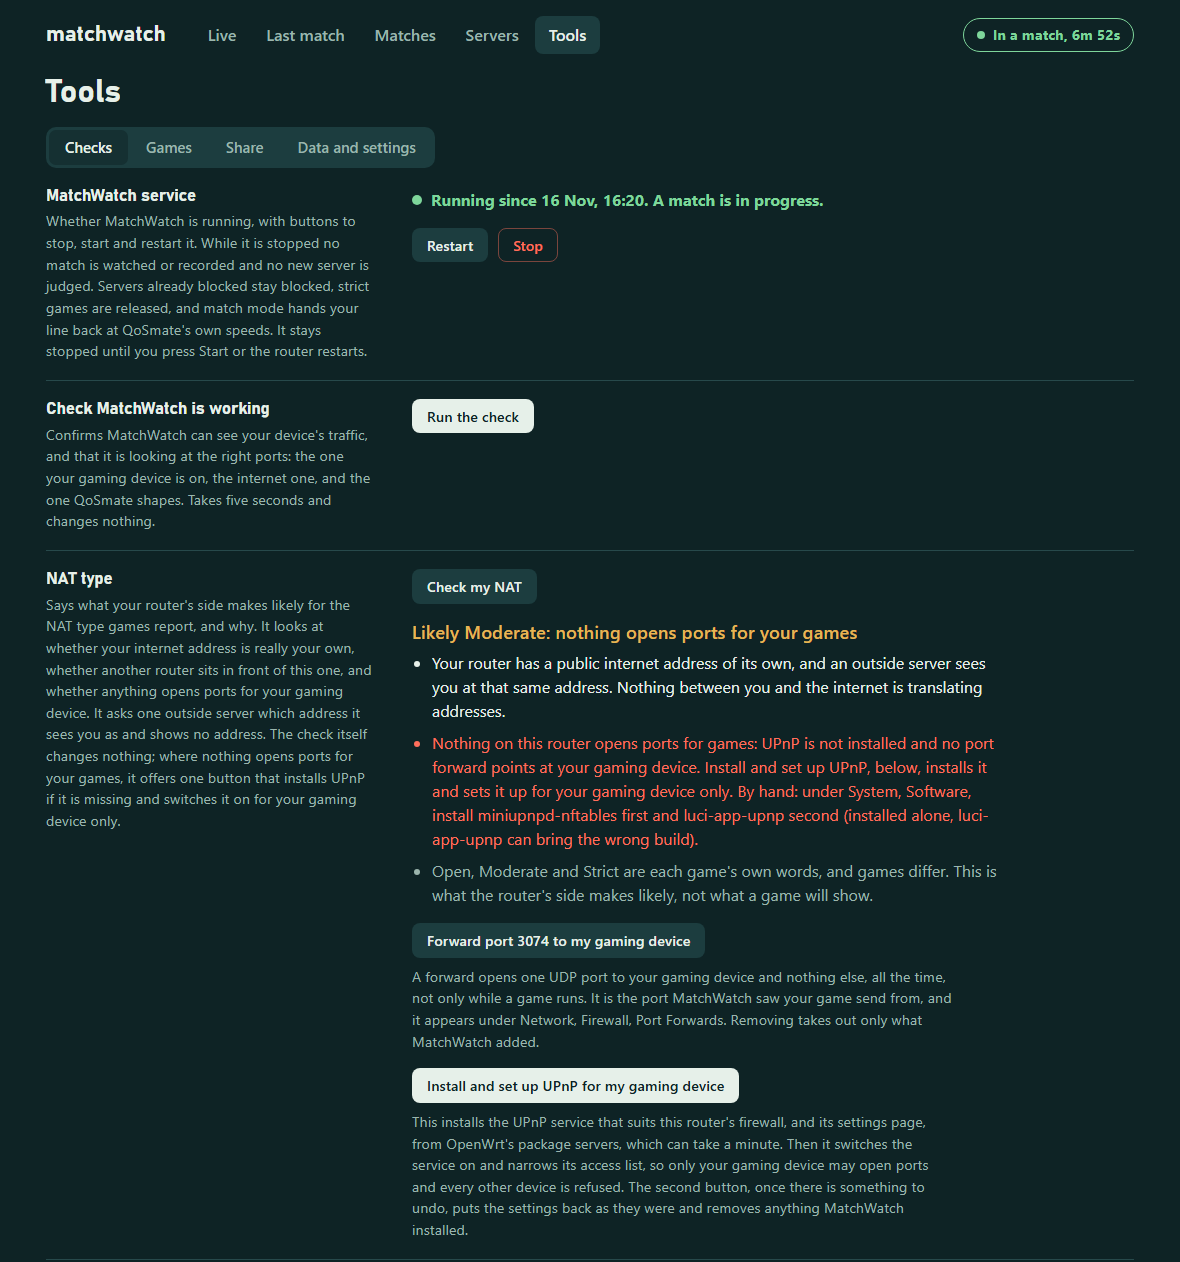 matchwatch
Live
Last match
Matches
Servers
Tools
In a match, 6m 52s
Tools
Checks
Games
Share
Data and settings
MatchWatch service
Whether MatchWatch is running, with buttons to
stop, start and restart it. While it is stopped no
match is watched or recorded and no new server is
judged. Servers already blocked stay blocked, strict
games are released, and match mode hands your
line back at QoSmate's own speeds. It stays
stopped until you press Start or the router restarts.
Running since 16 Nov, 16:20. A match is in progress.
Restart
Stop
Check MatchWatch is working
Confirms MatchWatch can see your device's traffic,
and that it is looking at the right ports: the one
your gaming device is on, the internet one, and the
one QoSmate shapes. Takes five seconds and
changes nothing.
Run the check
NAT type
Says what your router's side makes likely for the
NAT type games report, and why. It looks at
whether your internet address is really your own,
whether another router sits in front of this one, and
whether anything opens ports for your gaming
device. It asks one outside server which address it
sees you as and shows no address. The check itself
changes nothing; where nothing opens ports for
your games, it offers one button that installs UPnP
if it is missing and switches it on for your gaming
device only.
Check my NAT
Likely Moderate: nothing opens ports for your games
Your router has a public internet address of its own, and an outside server sees
you at that same address. Nothing between you and the internet is translating
addresses.
Nothing on this router opens ports for games: UPnP is not installed and no port
forward points at your gaming device. Install and set up UPnP, below, installs it
and sets it up for your gaming device only. By hand: under System, Software,
install miniupnpd-nftables first and luci-app-upnp second (installed alone, luci-
app-upnp can bring the wrong build).
Open, Moderate and Strict are each game's own words, and games differ. This is
what the router's side makes likely, not what a game will show.
Forward port 3074 to my gaming device
A forward opens one UDP port to your gaming device and nothing else, all the time,
not only while a game runs. It is the port MatchWatch saw your game send from, and
it appears under Network, Firewall, Port Forwards. Removing takes out only what
MatchWatch added.
Install and set up UPnP for my gaming device
This installs the UPnP service that suits this router's firewall, and its settings page,
from OpenWrt's package servers, which can take a minute. Then it switches the
service on and narrows its access list, so only your gaming device may open ports
and every other device is refused. The second button, once there is something to
undo, puts the settings back as they were and removes anything MatchWatch
installed.